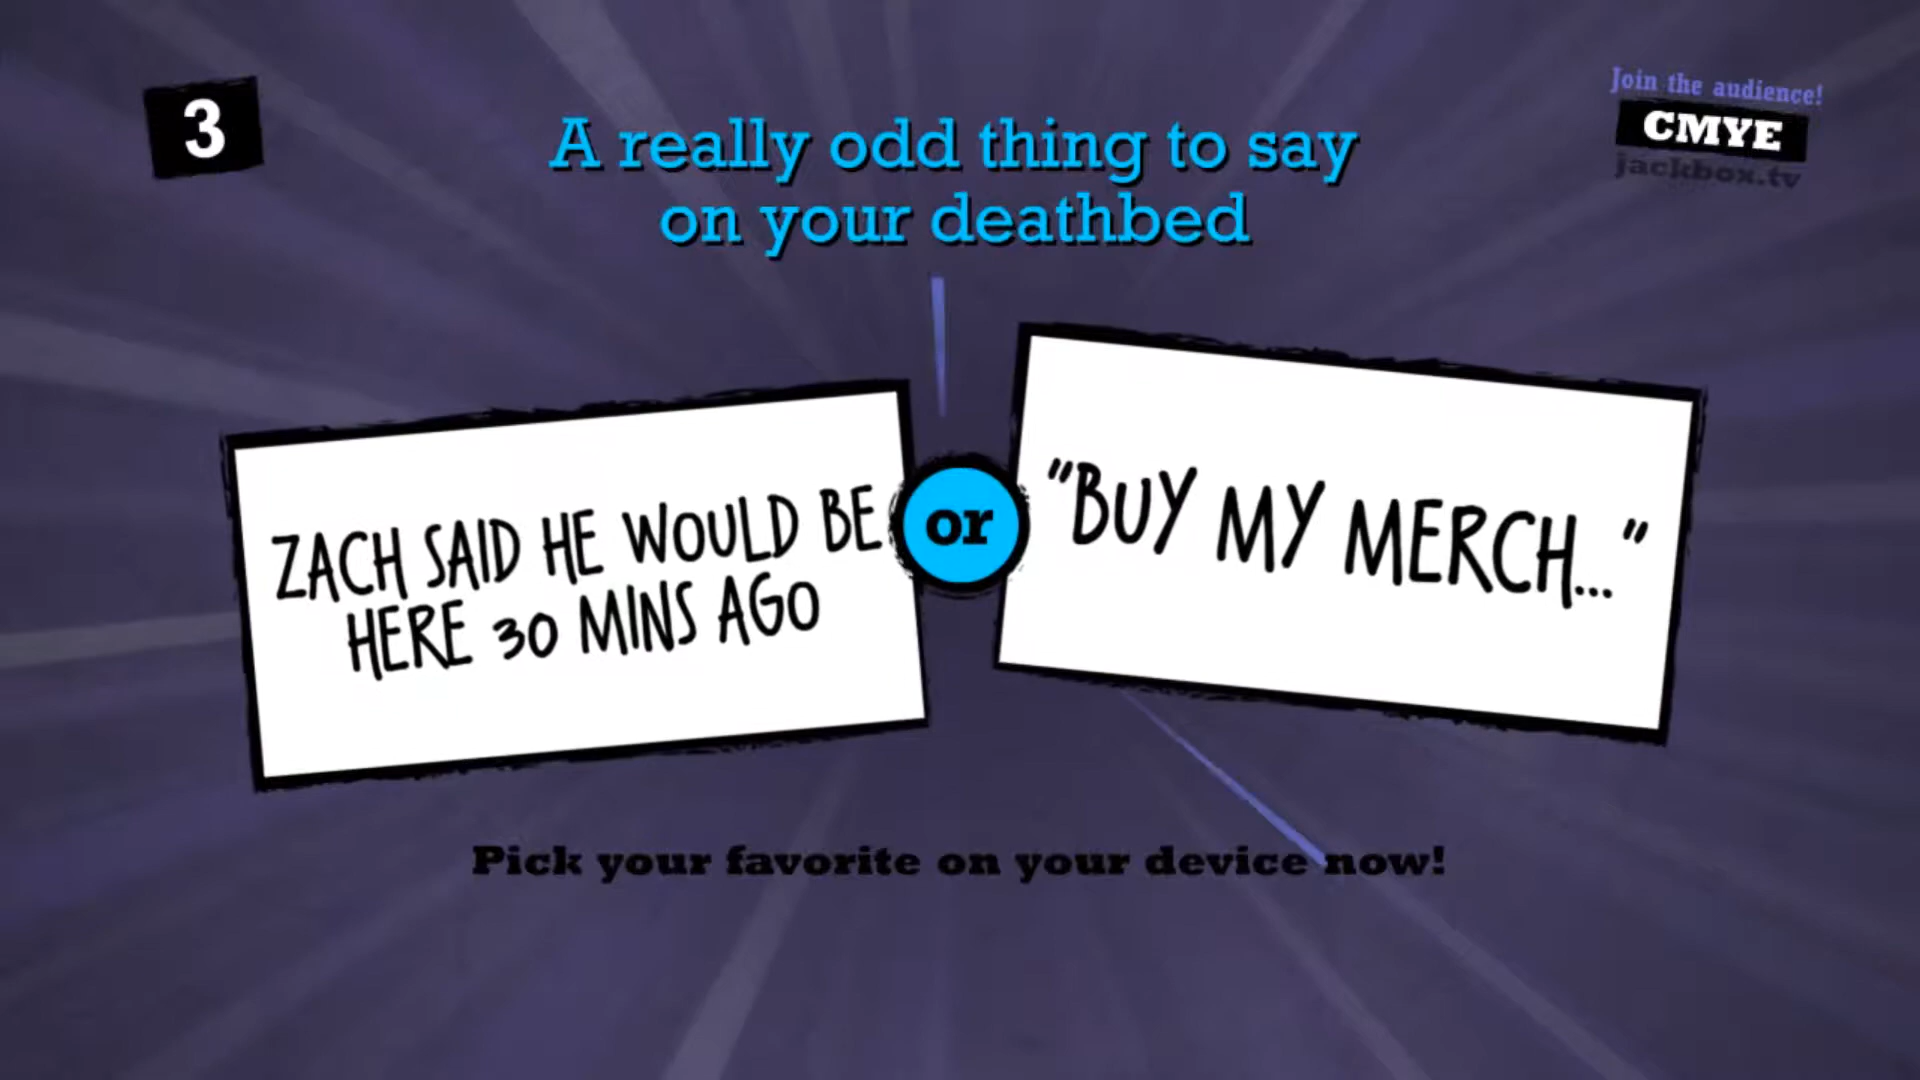 3
Join the audience!
CMYE
jackbox.tv
A really odd thing to say
on your deathbed
ZACH SAID HE WOULD BE
HERE 30 MINS AGO
or
"BUY MY MERCH..."
Pick your favorite on your device now!